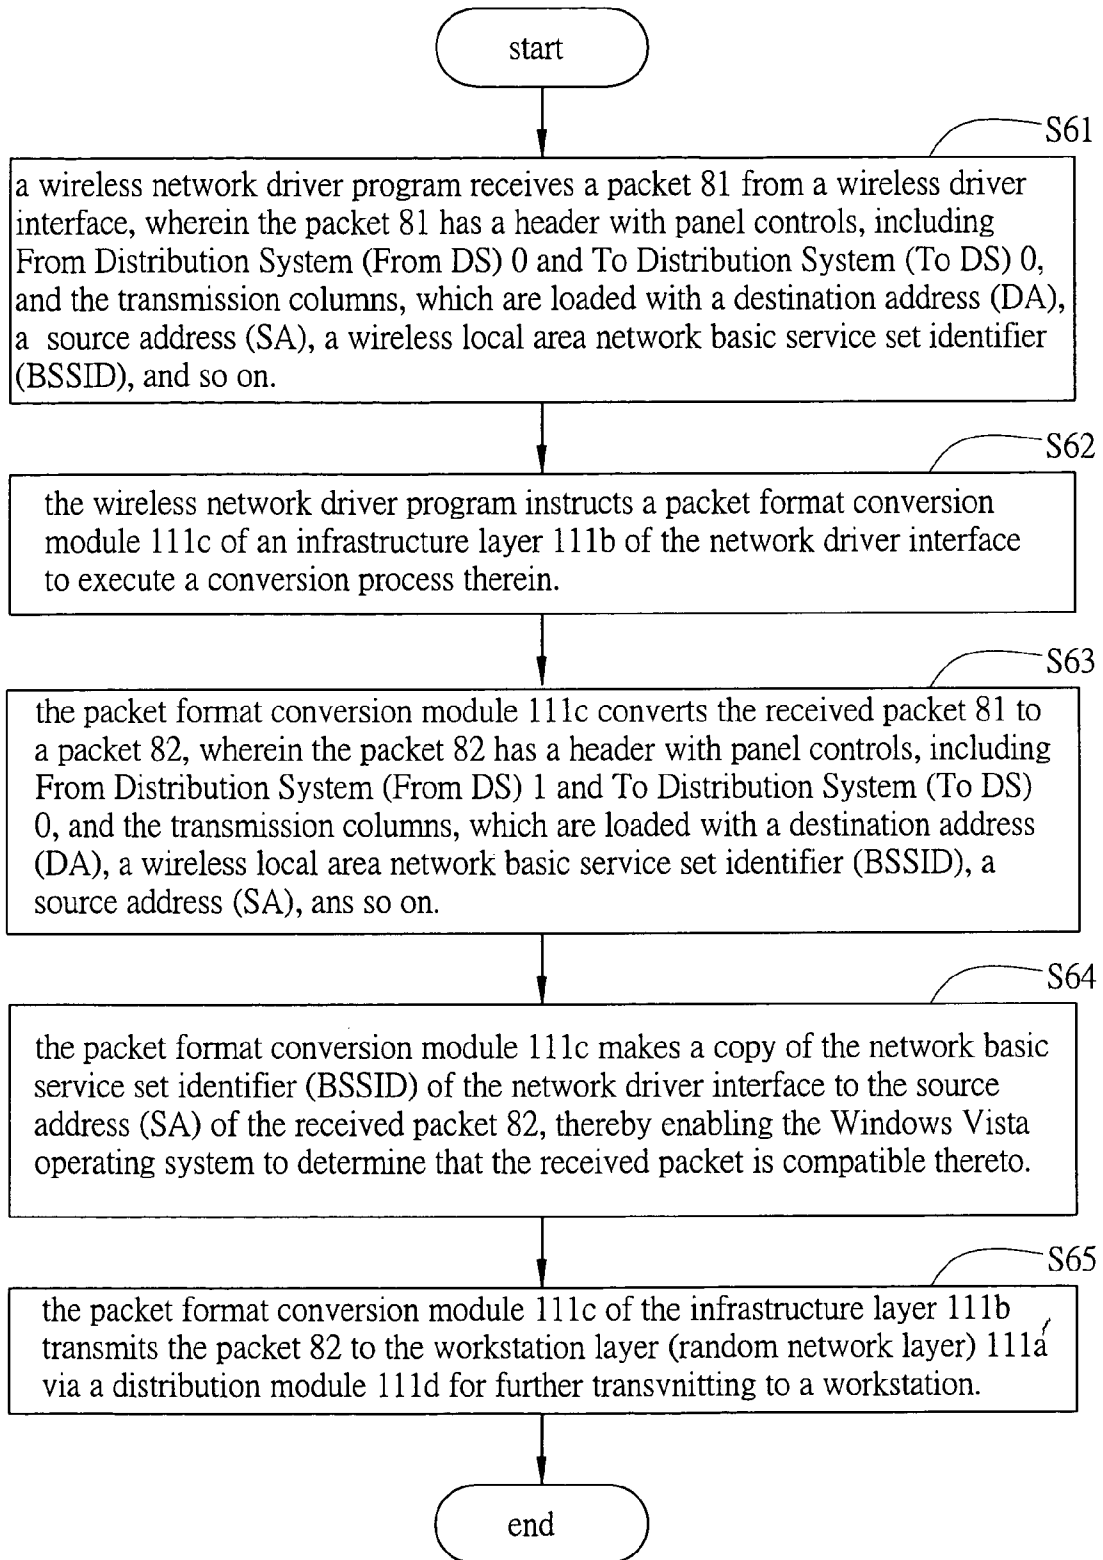 start
S61
a wireless network driver program receives a packet 81 from a wireless driver
interface, wherein the packet 81 has a header with panel controls, including
From Distribution System (From DS) 0 and To Distribution System (To DS) 0,
and the transmission columns, which are loaded with a destination address (DA),
a source address (SA), a wireless local area network basic service set identifier
(BSSID), and so on.
S62
the wireless network driver program instructs a packet format conversion
module 111c of an infrastructure layer 111b of the network driver interface
to execute a conversion process therein.
S63
the packet format conversion module 111c converts the received packet 81 to
a packet 82, wherein the packet 82 has a header with panel controls, including
From Distribution System (From DS) 1 and To Distribution System (To DS)
0, and the transmission columns, which are loaded with a destination address
(DA), a wireless local area network basic service set identifier (BSSID), a
source address (SA), ans so on.
S64
the packet format conversion module 111c makes a copy of the network basic
service set identifier (BSSID) of the network driver interface to the source
address (SA) of the received packet 82, thereby enabling the Windows Vista
operating system to determine that the received packet is compatible thereto.
S65
the packet format conversion module 111c of the infrastructure layer 111b
transmits the packet 82 to the workstation layer (random network layer) 111a
via a distribution module 111d for further transvnitting to a workstation.
end